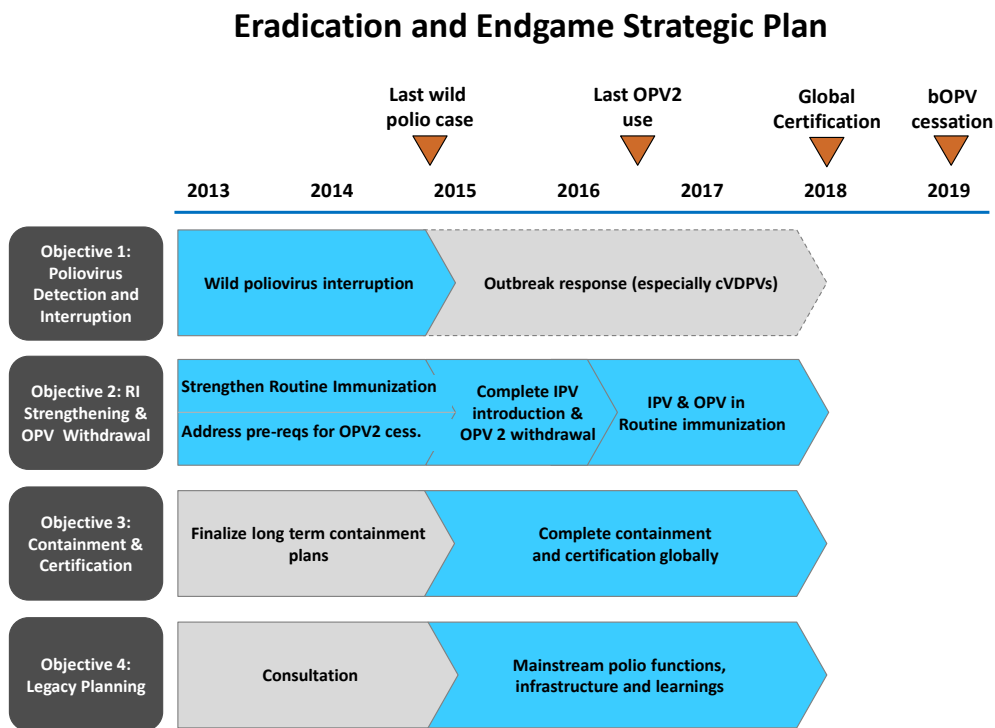 Eradication and Endgame Strategic Plan
Last wild
polio case
Last OPV2
use
Global
Certification
bOPV
cessation
2013
2014
2015
2016
2017
2018
2019
Objective 1:
Poliovirus
Detection and
Interruption
Wild poliovirus interruption
Outbreak response (especially cVDPVs)
Objective 2: RI
Strengthening &
OPV Withdrawal
Strengthen Routine Immunization
Address pre-reqs for OPV2 cess.
Complete IPV
introduction &
OPV 2 withdrawal
IPV & OPV in
Routine immunization
Objective 3:
Containment &
Certification
Finalize long term containment
plans
Complete containment
and certification globally
Objective 4:
Legacy Planning
Consultation
Mainstream polio functions,
infrastructure and learnings